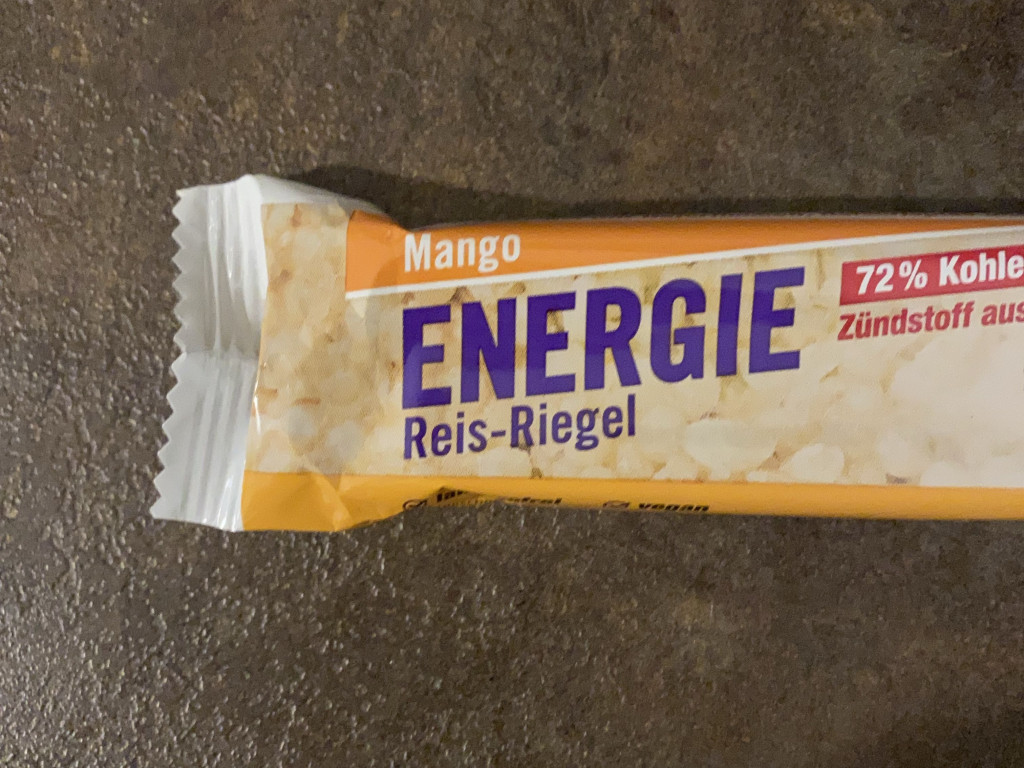 Mango
ENERGIE
72% Kohle
Zündstoff aus
Reis-Riegel
vegan